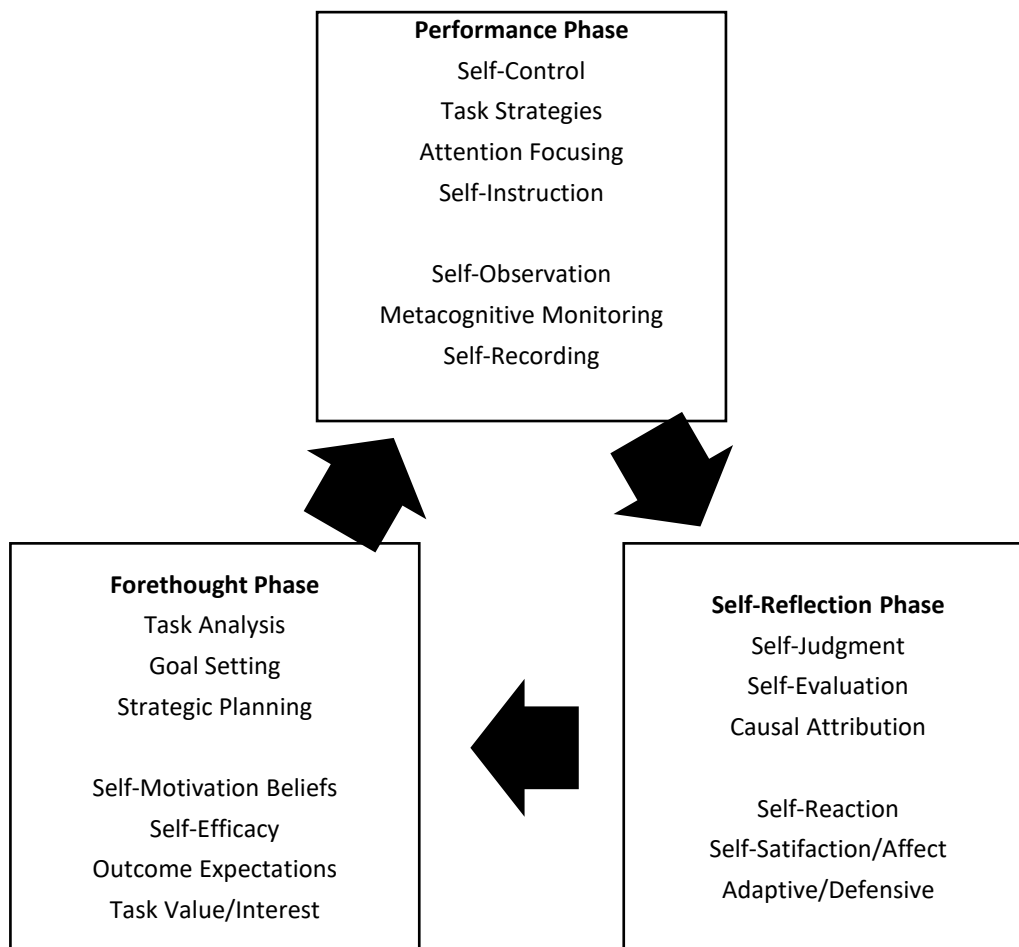 Performance Phase
Self-Control
Task Strategies
Attention Focusing
Self-Instruction
Self-Observation
Metacognitive Monitoring
Self-Recording
Forethought Phase
Task Analysis
Goal Setting
Strategic Planning
Self-Motivation Beliefs
Self-Efficacy
Outcome Expectations
Task Value/Interest
Self-Reflection Phase
Self-Judgment
Self-Evaluation
Causal Attribution
Self-Reaction
Self-Satifaction/Affect
Adaptive/Defensive